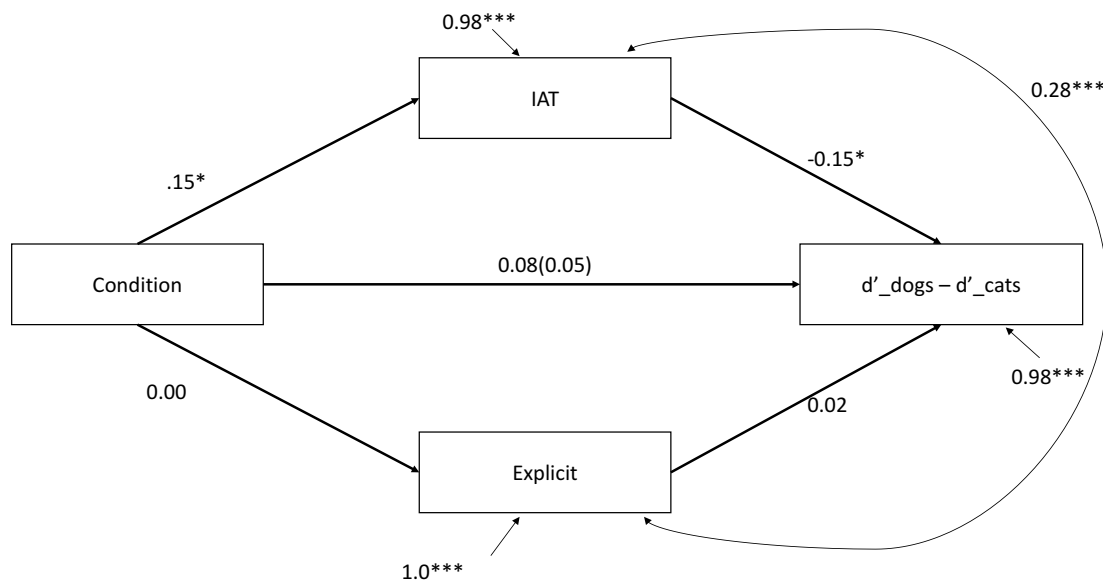 0.98***
IAT
0.28***
.15*
-0.15*
Condition
0.08(0.05)
d’_dogs – d’_cats
0.00
0.02
0.98***
Explicit
1.0***